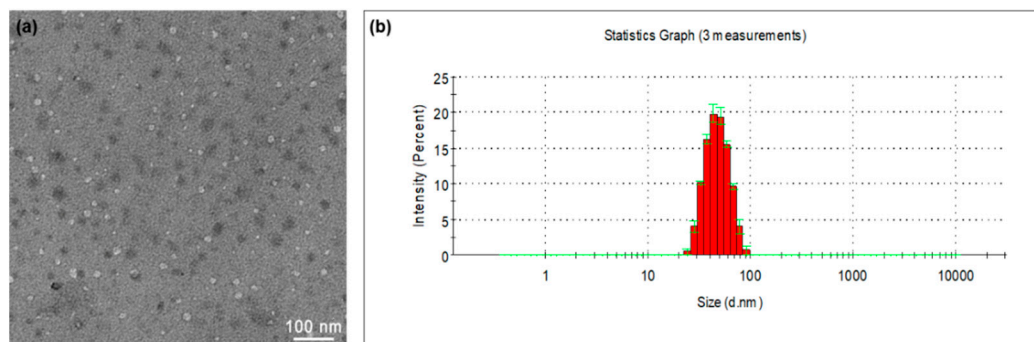 (a)
100 nm
(b)
Statistics Graph (3 measurements)
Intensity (Percent)
25
20
15
10
5
0
1
10
100
1000
10000
Size (d.nm)